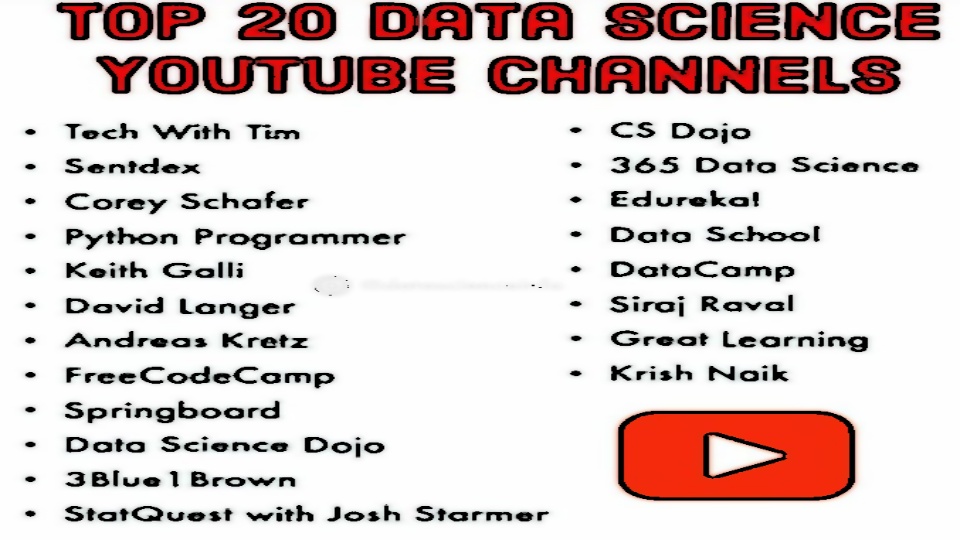 TOP 20 DATA SCIENCE
YOUTUBE CHANNELS
• Tech With Tim
• Sentdex
• Corey Schafer
• Python Programmer
• Keith Galli
• David Langer
• Andreas Kretz
• FreeCodeCamp
• Springboard
• Data Science Dojo
• 3Blue1Brown
• StatQuest with Josh Starmer
• CS Dojo
• 365 Data Science
• Edureka!
• Data School
• DataCamp
• Siraj Raval
• Great Learning
• Krish Naik